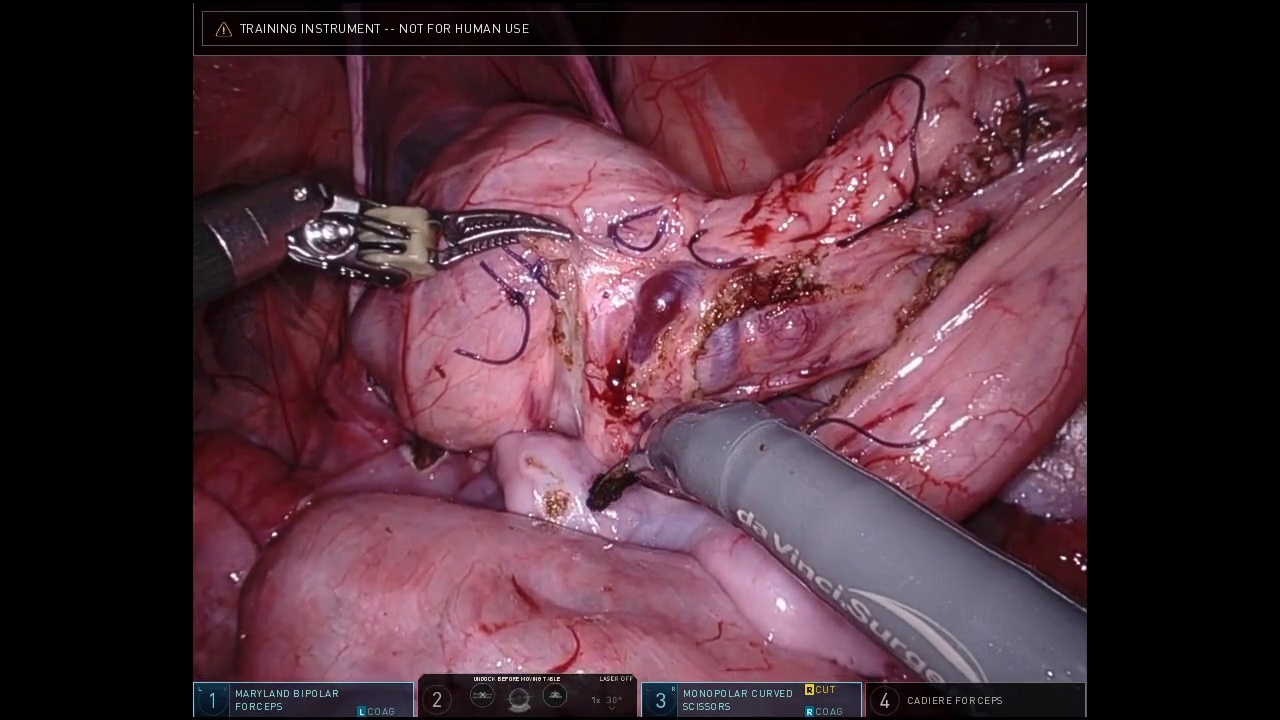 TRAINING INSTRUMENT -- NOT FOR HUMAN USE
da Vinci. Surgical
1
MARYLAND BIPOLAR
FORCEPS
L COAG
2
UNDOCK BEFORE MOVING TABLE
LASER OFF
1x 30°
3
MONOPOLAR CURVED
SCISSORS
R CUT
R COAG
4
CADIERE FORCEPS